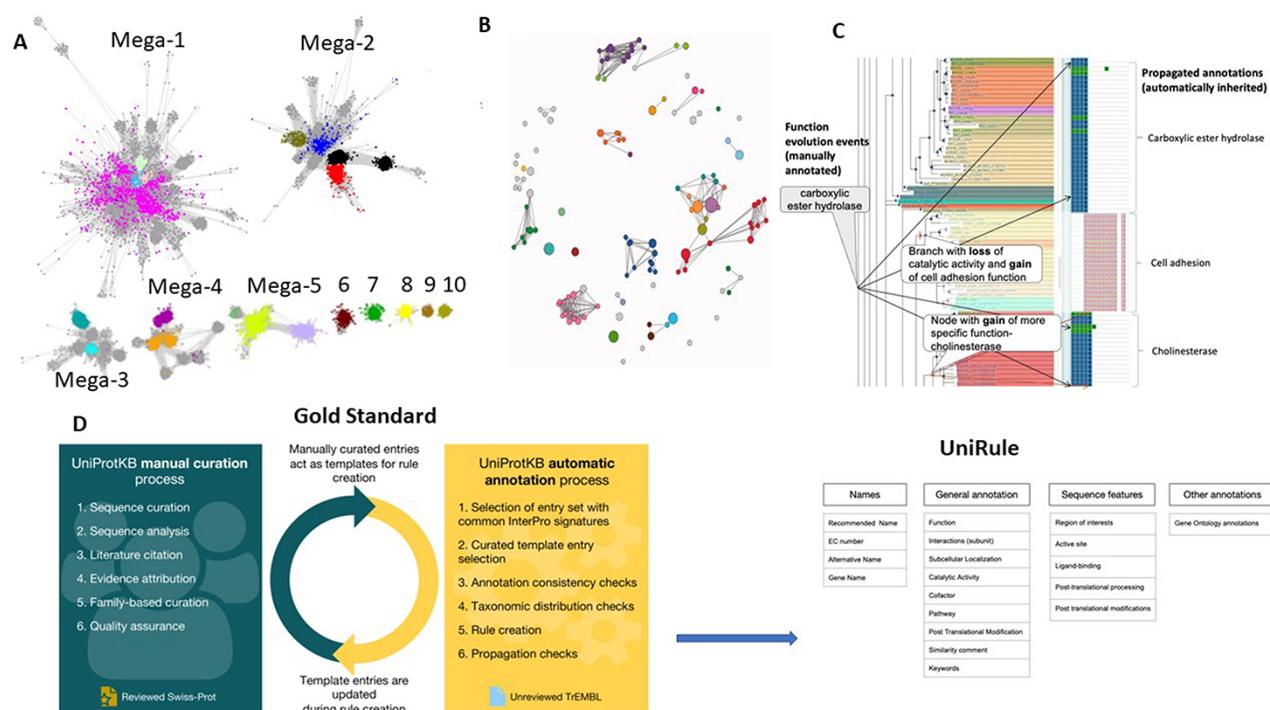 A
Mega-1
Mega-2
Mega-4
Mega-5
6
7
8
9
10
Mega-3
B
C
Function
evolution events
(manually
annotated)
carboxylic
ester hydrolase
Branch with loss of
catalytic activity and gain
of cell adhesion function
Node with gain of more
specific function-
cholinesterase
Propagated annotations
(automatically inherited)
Carboxylic ester hydrolase
Cell adhesion
Cholinesterase
D
Gold Standard
UniProtKB manual curation
process
1. Sequence curation
2. Sequence analysis
3. Literature citation
4. Evidence attribution
5. Family-based curation
6. Quality assurance
Reviewed Swiss-Prot
Manually curated entries
act as templates for rule
creation
Template entries are
updated
during rule creation
UniProtKB automatic
annotation process
1. Selection of entry set with
common InterPro signatures
2. Curated template entry
selection
3. Annotation consistency checks
4. Taxonomic distribution checks
5. Rule creation
6. Propagation checks
Unreviewed TrEMBL
UniRule
Names
Recommended Name
EC number
Alternative Name
Gene Name
General annotation
Function
Interactions (subunit)
Subcellular Localization
Catalytic Activity
Cofactor
Pathway
Post Translational Modification
Similarity comment
Keywords
Sequence features
Region of interests
Active site
Ligand-binding
Post-translational processing
Post translational modifications
Other annotations
Gene Ontology annotations